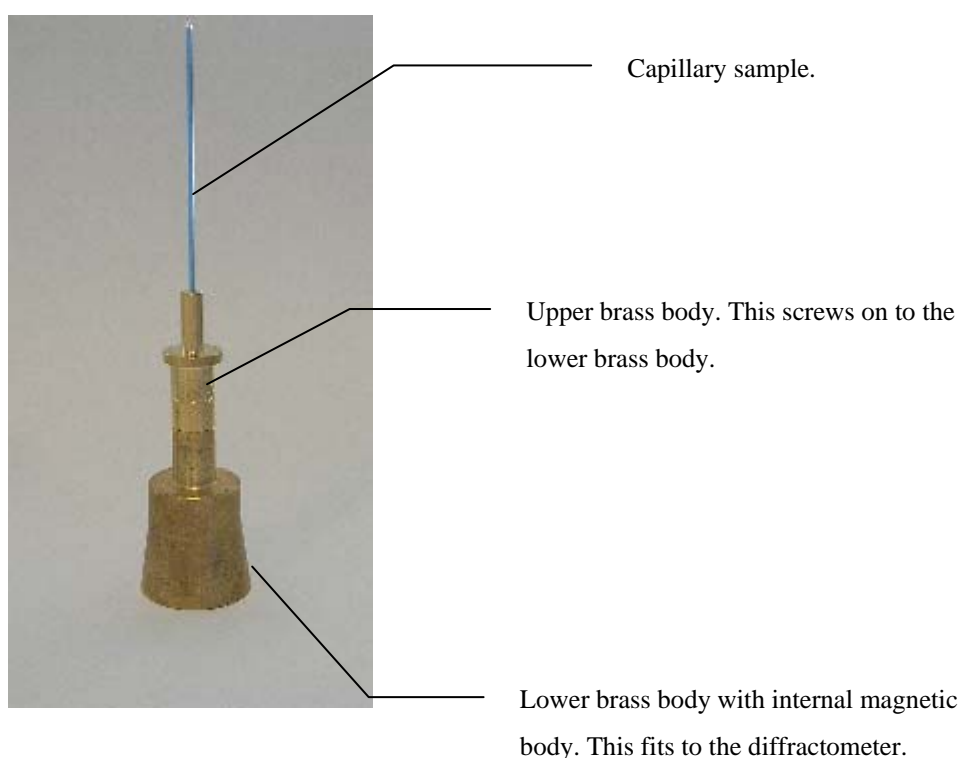 Capillary sample.
Upper brass body. This screws on to the
lower brass body.
Lower brass body with internal magnetic
body. This fits to the diffractometer.